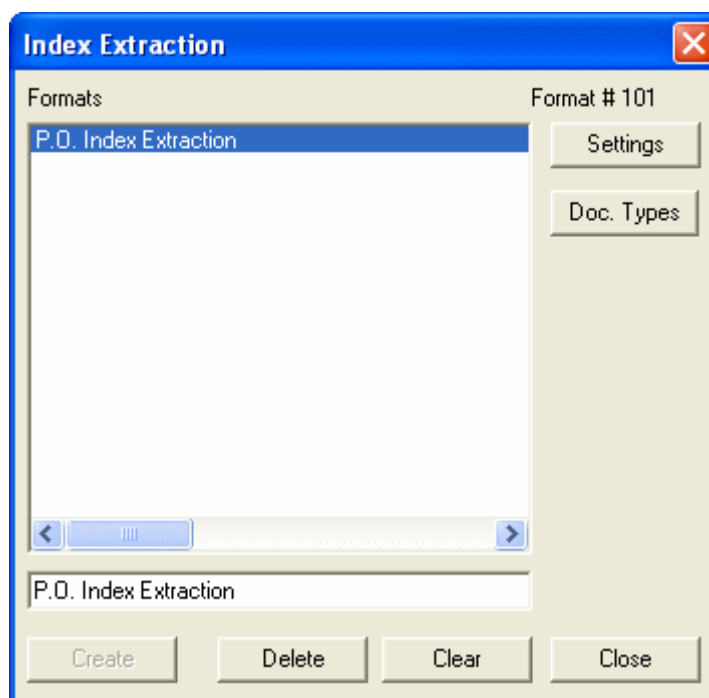 Index Extraction
Formats
Format # 101
P.O. Index Extraction
Settings
Doc. Types
P.O. Index Extraction
Create
Delete
Clear
Close